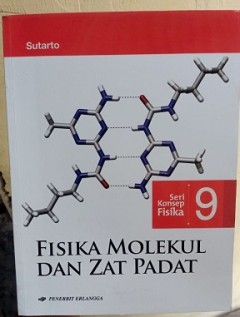 Sutarto
Seri
Konsep
Fisika
9
FISIKA MOLEKUL
DAN ZAT PADAT
PENERBIT ERLANGGA